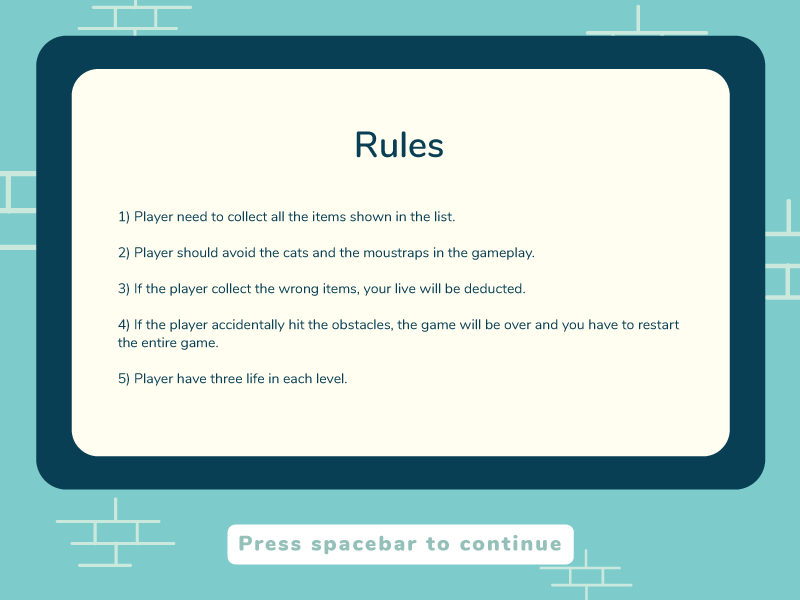 Rules
1) Player need to collect all the items shown in the list.
2) Player should avoid the cats and the moustraps in the gameplay.
3) If the player collect the wrong items, your live will be deducted.
4) If the player accidentally hit the obstacles, the game will be over and you have to restart
the entire game.
5) Player have three life in each level.
Press spacebar to continue